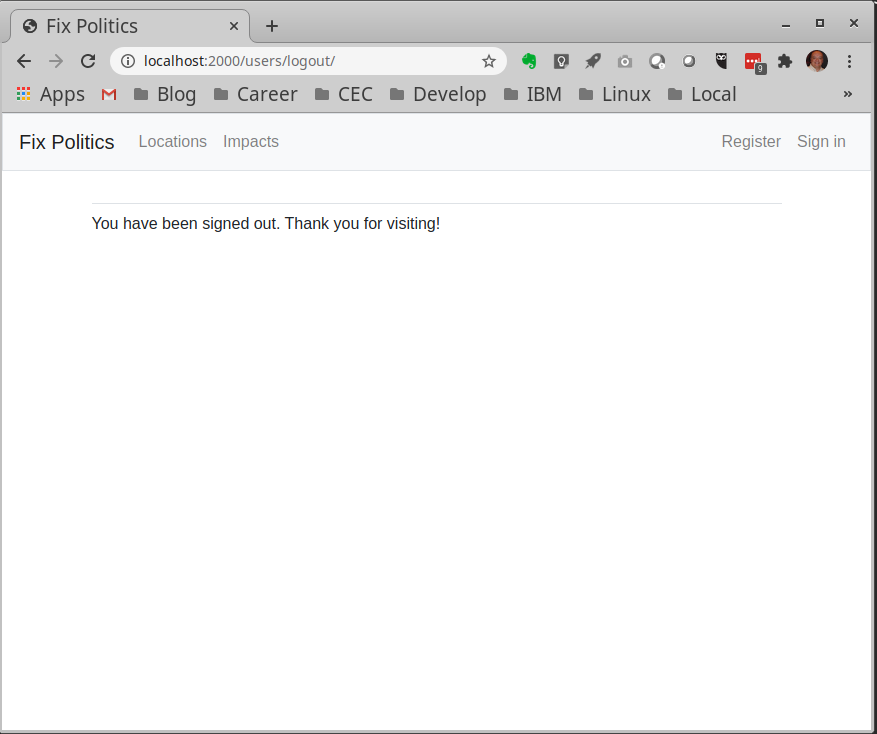 Fix Politics
localhost:2000/users/logout/
9
Apps Blog Career CEC Develop IBM Linux Local »
Fix Politics Locations Impacts Register Sign in
You have been signed out. Thank you for visiting!